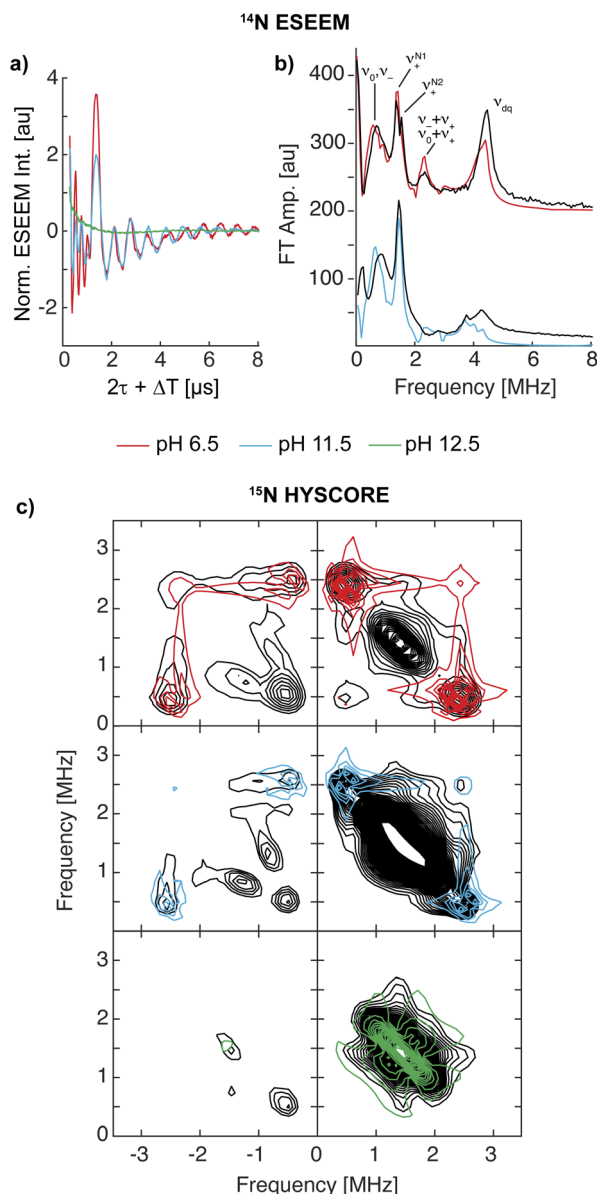 ¹⁴N ESEEM
a)
b)
Norm. ESEEM Int. [au]
4
2
0
-2
0
2
4
6
8
2τ + ΔT [µs]
FT Amp. [au]
400
300
200
100
0
2
4
6
8
Frequency [MHz]
ν₀,ν₋
ν₊ᴺ¹
ν₊ᴺ²
ν₋+ν₊
ν₀+ν₊
ν_dq
pH 6.5
pH 11.5
pH 12.5
¹⁵N HYSCORE
c)
3
2
1
0
3
2
1
0
3
2
1
0
Frequency [MHz]
-3
-2
-1
0
1
2
3
Frequency [MHz]